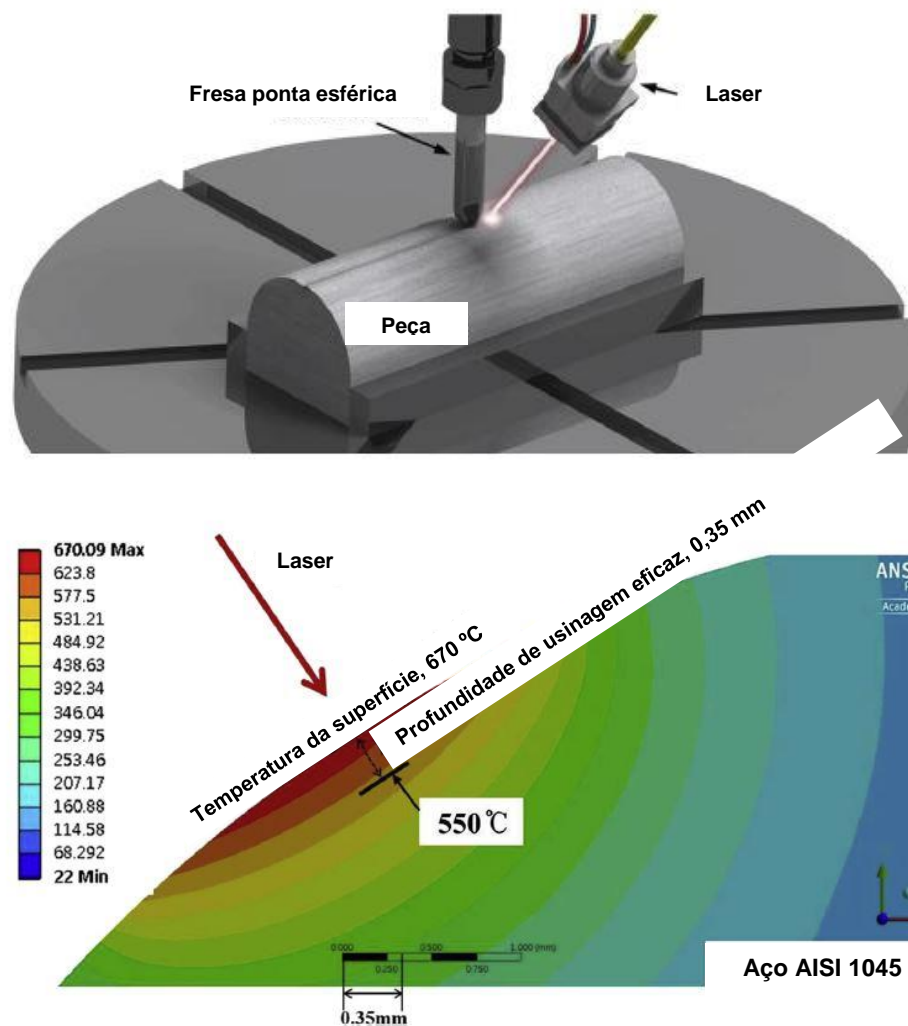 Fresa ponta esférica
Laser
Peça
670.09 Max
623.8
577.5
531.21
484.92
438.63
392.34
346.04
299.75
253.46
207.17
160.88
114.58
68.292
22 Min
Laser
Temperatura da superfície, 670 ºC
Profundidade de usinagem eficaz, 0,35 mm
550℃
ANS
Acade
0.000
0.500
1.000 (mm)
0.250
0.750
0.35mm
Aço AISI 1045